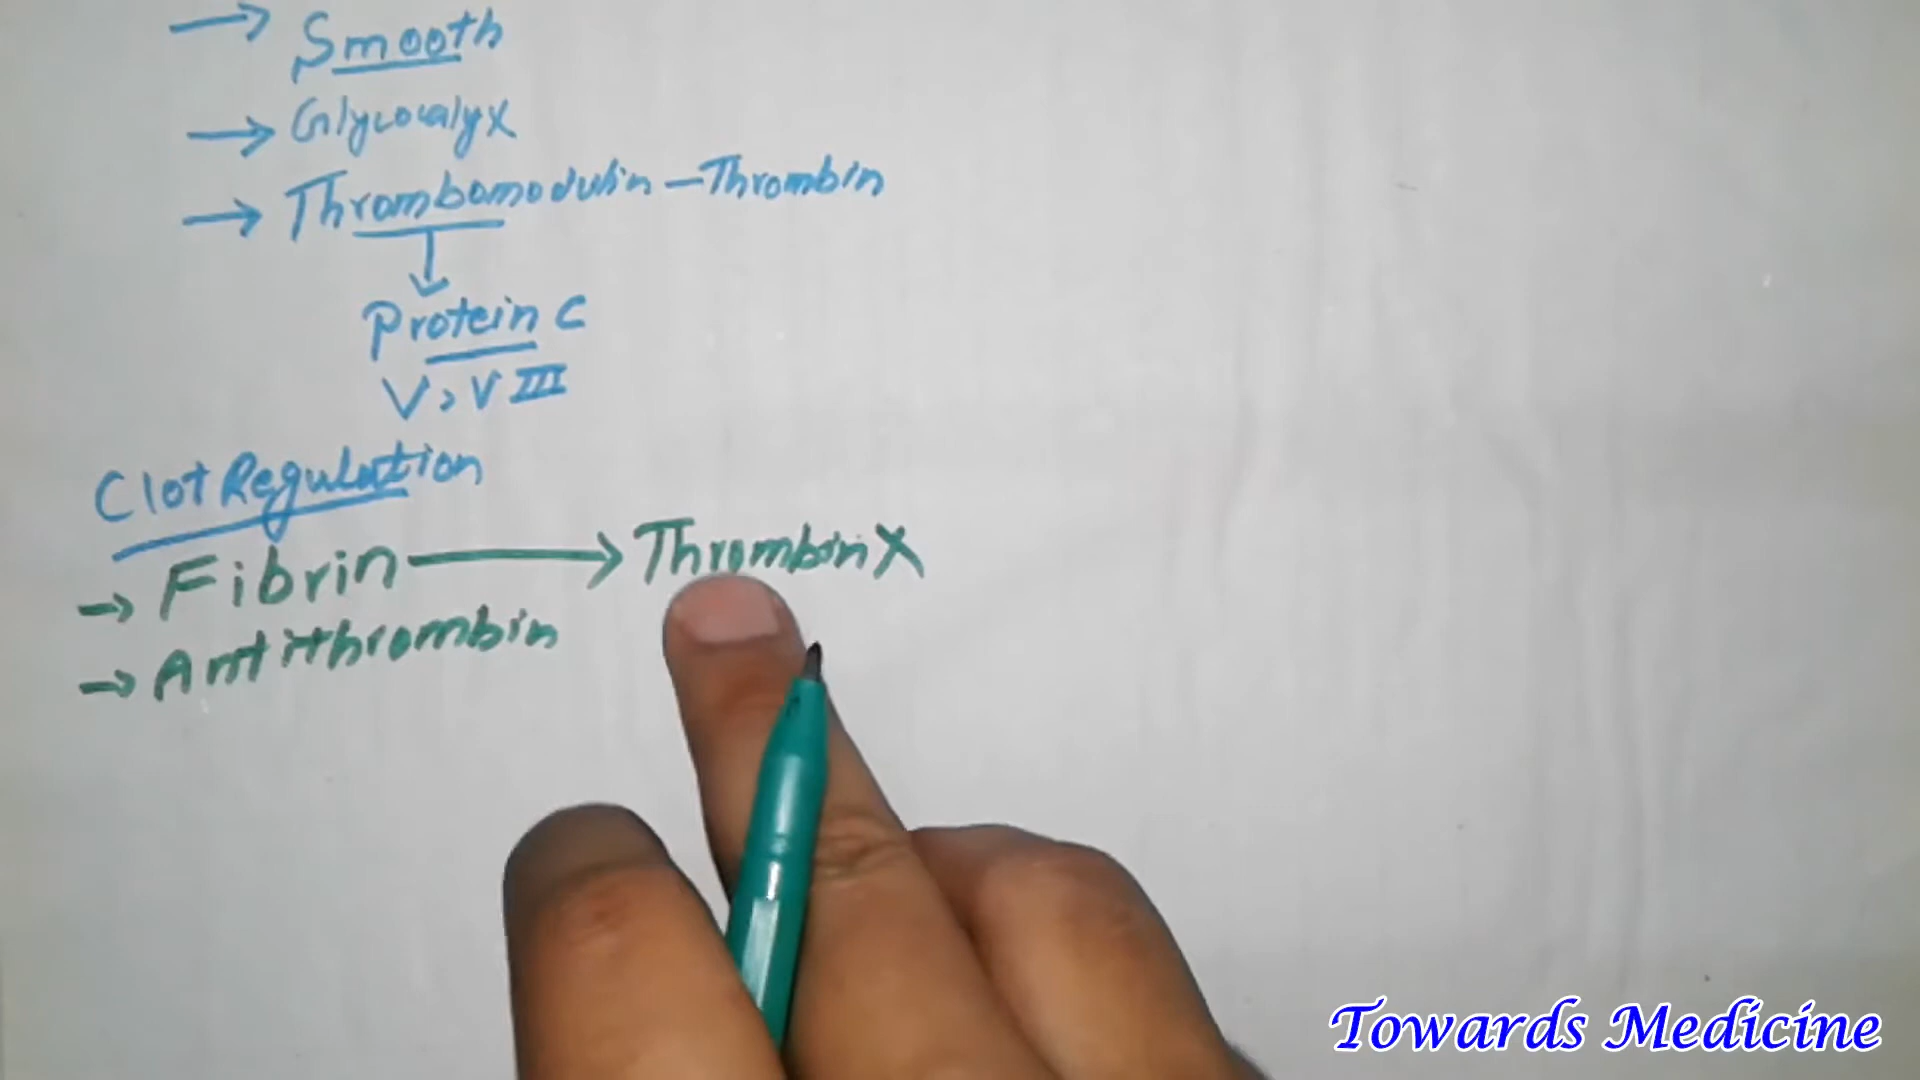 → Smooth
→ Glycocalyx
→ Thrombomodulin – Thrombin
↓
Protein C
V, VIII
Clot Regulation
→ Fibrin → Thrombin X
→ Antithrombin
Towards Medicine